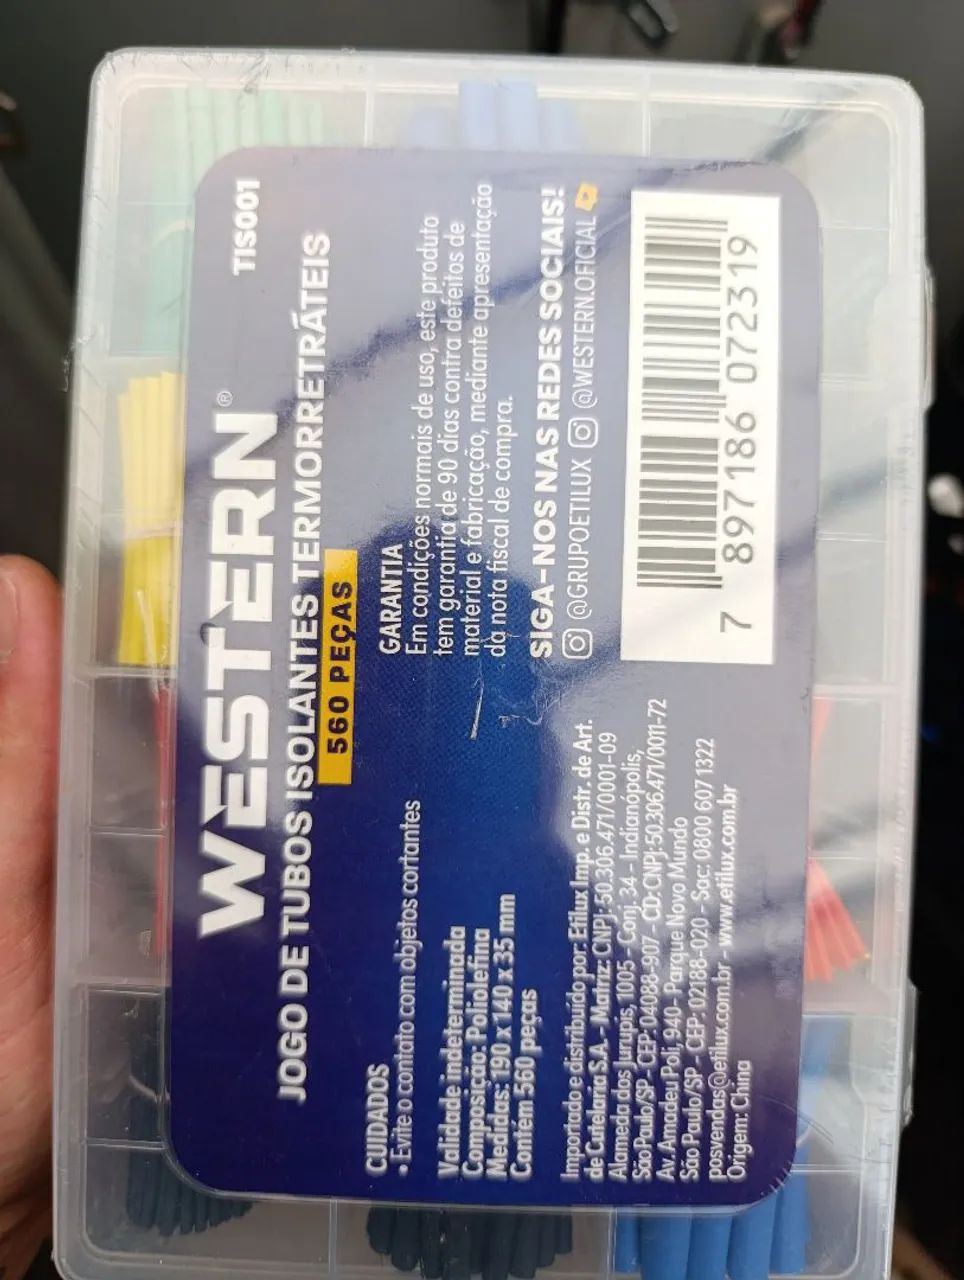 WESTERN®
TIS001
JOGO DE TUBOS ISOLANTES TERMORRETRÁTEIS
560 PEÇAS
CUIDADOS
• Evite o contato com objetos cortantes
Validade indeterminada
Composição: Poliolefina
Medidas: 190 x 140 x 35 mm
Contém 560 peças
GARANTIA
Em condições normais de uso, este produto
tem garantia de 90 dias contra defeitos de
material e fabricação, mediante apresentação
da nota fiscal de compra.
SIGA-NOS NAS REDES SOCIAIS!
@GRUPOETILUX @WESTERN.OFICIAL
Importado e distribuído por: Etilux Imp. e Distr. de Art.
de Cutelaria S.A. - Matriz: CNPJ: 50.306.471/0001-09
Alameda dos Jurupis, 1005 - Conj. 34 - Indianópolis,
São Paulo/SP - CEP: 04088-907 - CD: CNPJ: 50.306.471/0011-72
Av. Amadeu Poli, 940 - Parque Novo Mundo
São Paulo/SP - CEP: 02188-020 - Sac: 0800 607 1322
posvendas@etilux.com.br - www.etilux.com.br
Origem: China
7 897186 072319